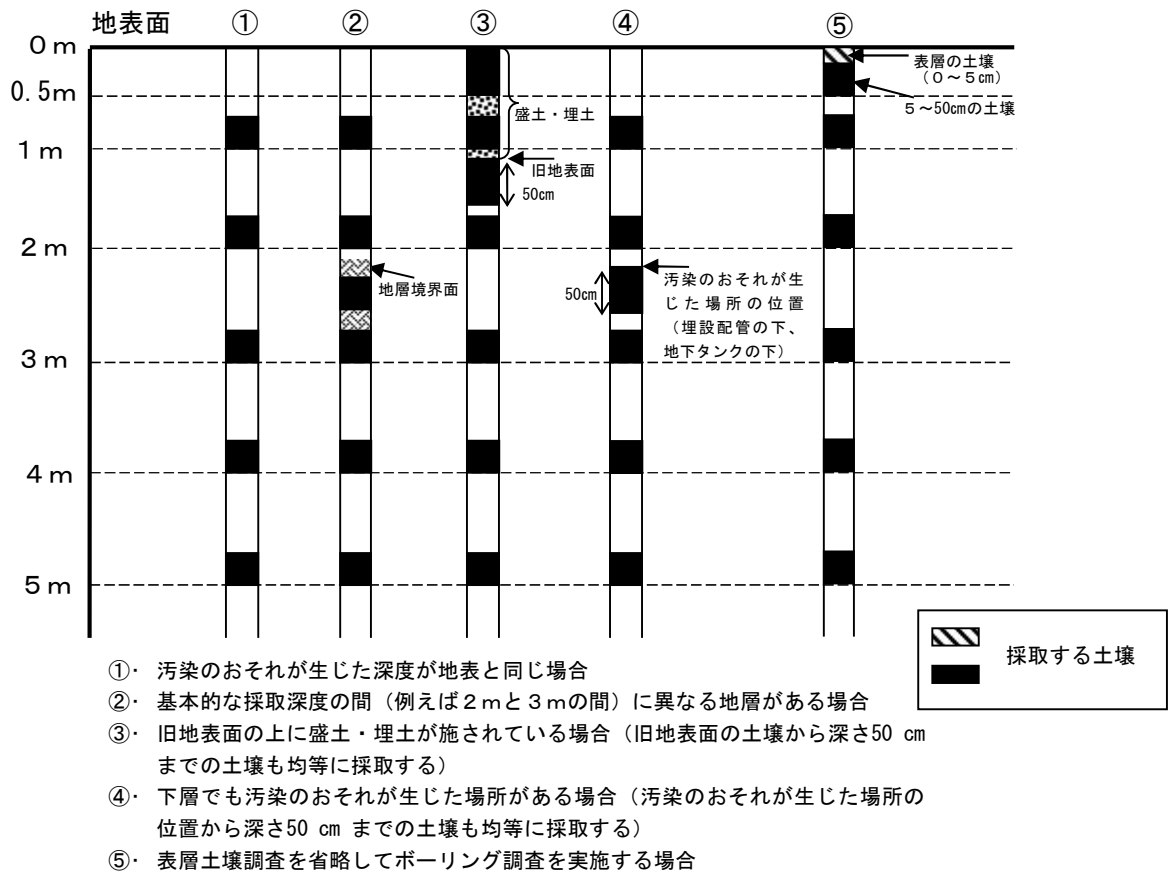 地表面 ① ② ③ ④ ⑤
0m
表層の土壌
(0~5㎝)
0.5m
盛土・埋土
5~50㎝の土壌
1m
旧地表面
50㎝
2m
地層境界面
50㎝
汚染のおそれが生
じた場所の位置
(埋設配管の下、
地下タンクの下)
3m
4m
5m
採取する土壌
①・ 汚染のおそれが生じた深度が地表と同じ場合
②・ 基本的な採取深度の間(例えば2mと3mの間)に異なる地層がある場合
③・ 旧地表面の上に盛土・埋土が施されている場合(旧地表面の土壌から深さ50 cm
までの土壌も均等に採取する)
④・ 下層でも汚染のおそれが生じた場所がある場合(汚染のおそれが生じた場所の
位置から深さ50 cm までの土壌も均等に採取する)
⑤・ 表層土壌調査を省略してボーリング調査を実施する場合